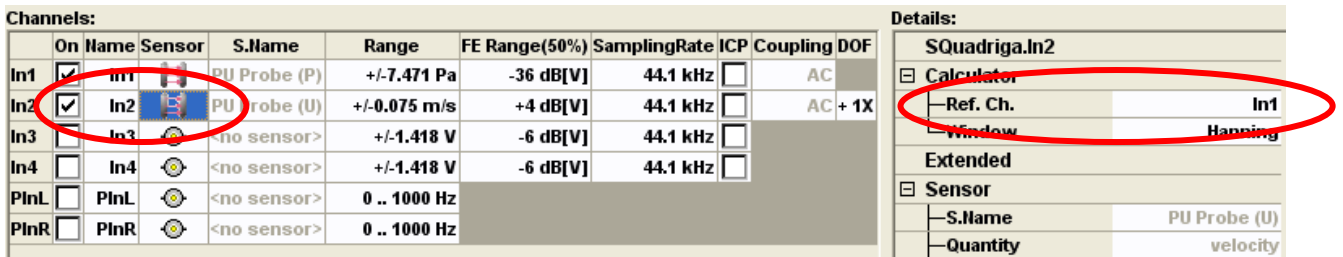 Channels:
On Name Sensor S.Name Range FE Range(50%) SamplingRate ICP Coupling DOF
In1 In1 PU Probe (P) +/-7.471 Pa -36 dB[V] 44.1 kHz AC
In2 In2 PU Probe (U) +/-0.075 m/s +4 dB[V] 44.1 kHz AC + 1X
In3 In3 <no sensor> +/-1.418 V -6 dB[V] 44.1 kHz
In4 In4 <no sensor> +/-1.418 V -6 dB[V] 44.1 kHz
PInL PInL <no sensor> 0 .. 1000 Hz
PInR PInR <no sensor> 0 .. 1000 Hz
Details:
SQuadriga.In2
Calculator
Ref. Ch. In1
Window Hanning
Extended
Sensor
S.Name PU Probe (U)
Quantity velocity